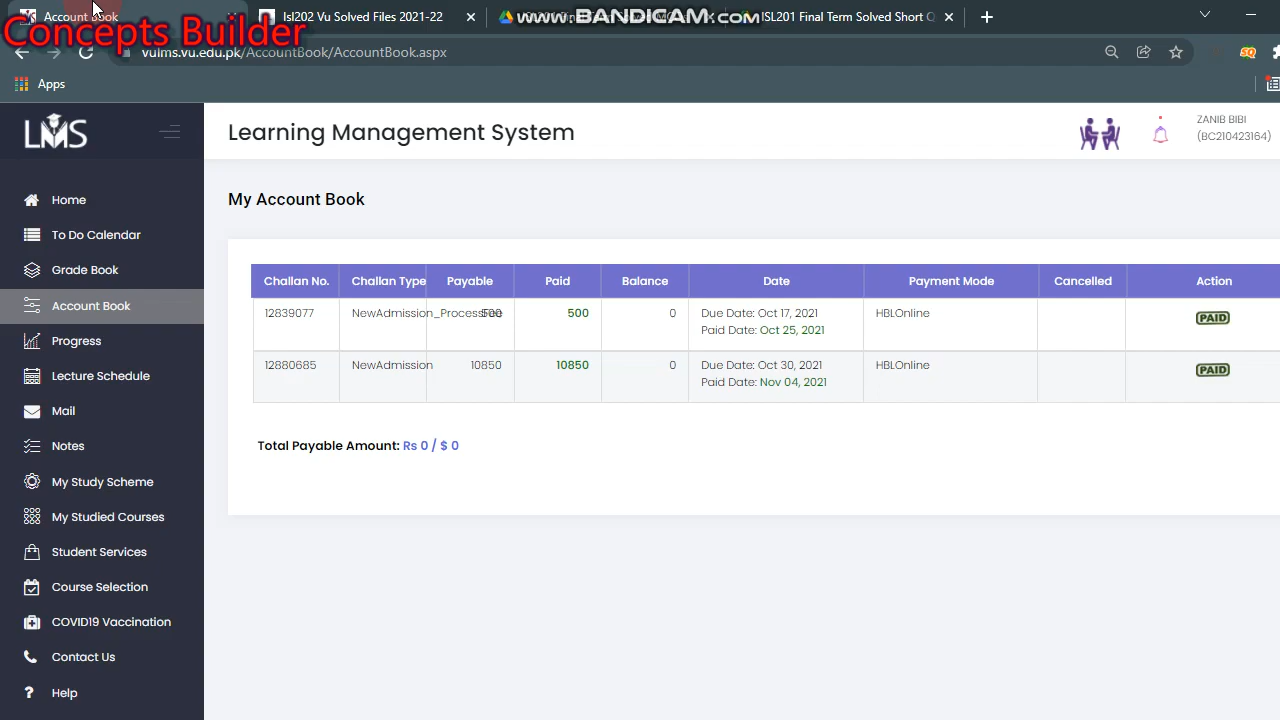 Account Book
Isl202 Vu Solved Files 2021-22
ISL201 Final Term Solved Short Q
WWW.BANDICAM.COM
Concepts Builder
vulms.vu.edu.pk/AccountBook/AccountBook.aspx
Apps
LMS
Learning Management System
ZANIB BIBI
(BC210423164)
Home
To Do Calendar
Grade Book
Account Book
Progress
Lecture Schedule
Mail
Notes
My Study Scheme
My Studied Courses
Student Services
Course Selection
COVID19 Vaccination
Contact Us
Help
My Account Book
Challan No. Challan Type Payable Paid Balance Date Payment Mode Cancelled Action
12839077 NewAdmission_ProcessFee 500 500 0 Due Date: Oct 17, 2021 HBLOnline PAID
Paid Date: Oct 25, 2021
12880685 NewAdmission 10850 10850 0 Due Date: Oct 30, 2021 HBLOnline PAID
Paid Date: Nov 04, 2021
Total Payable Amount: Rs 0 / $ 0